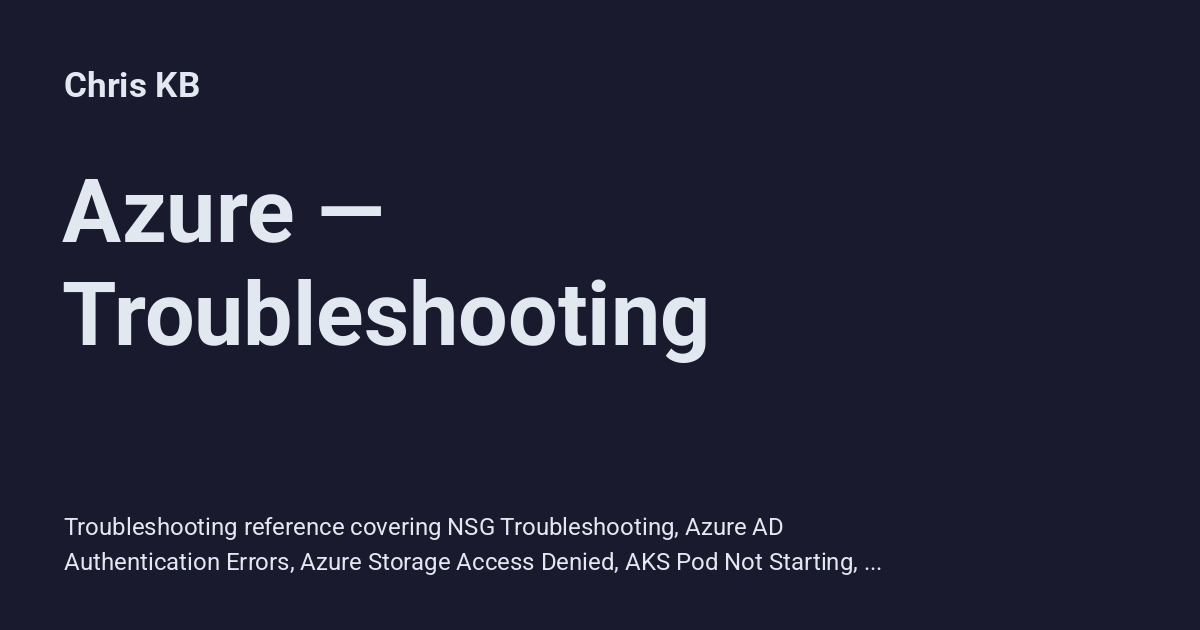 Chris KB
Azure —
Troubleshooting
Troubleshooting reference covering NSG Troubleshooting, Azure AD
Authentication Errors, Azure Storage Access Denied, AKS Pod Not Starting, ...